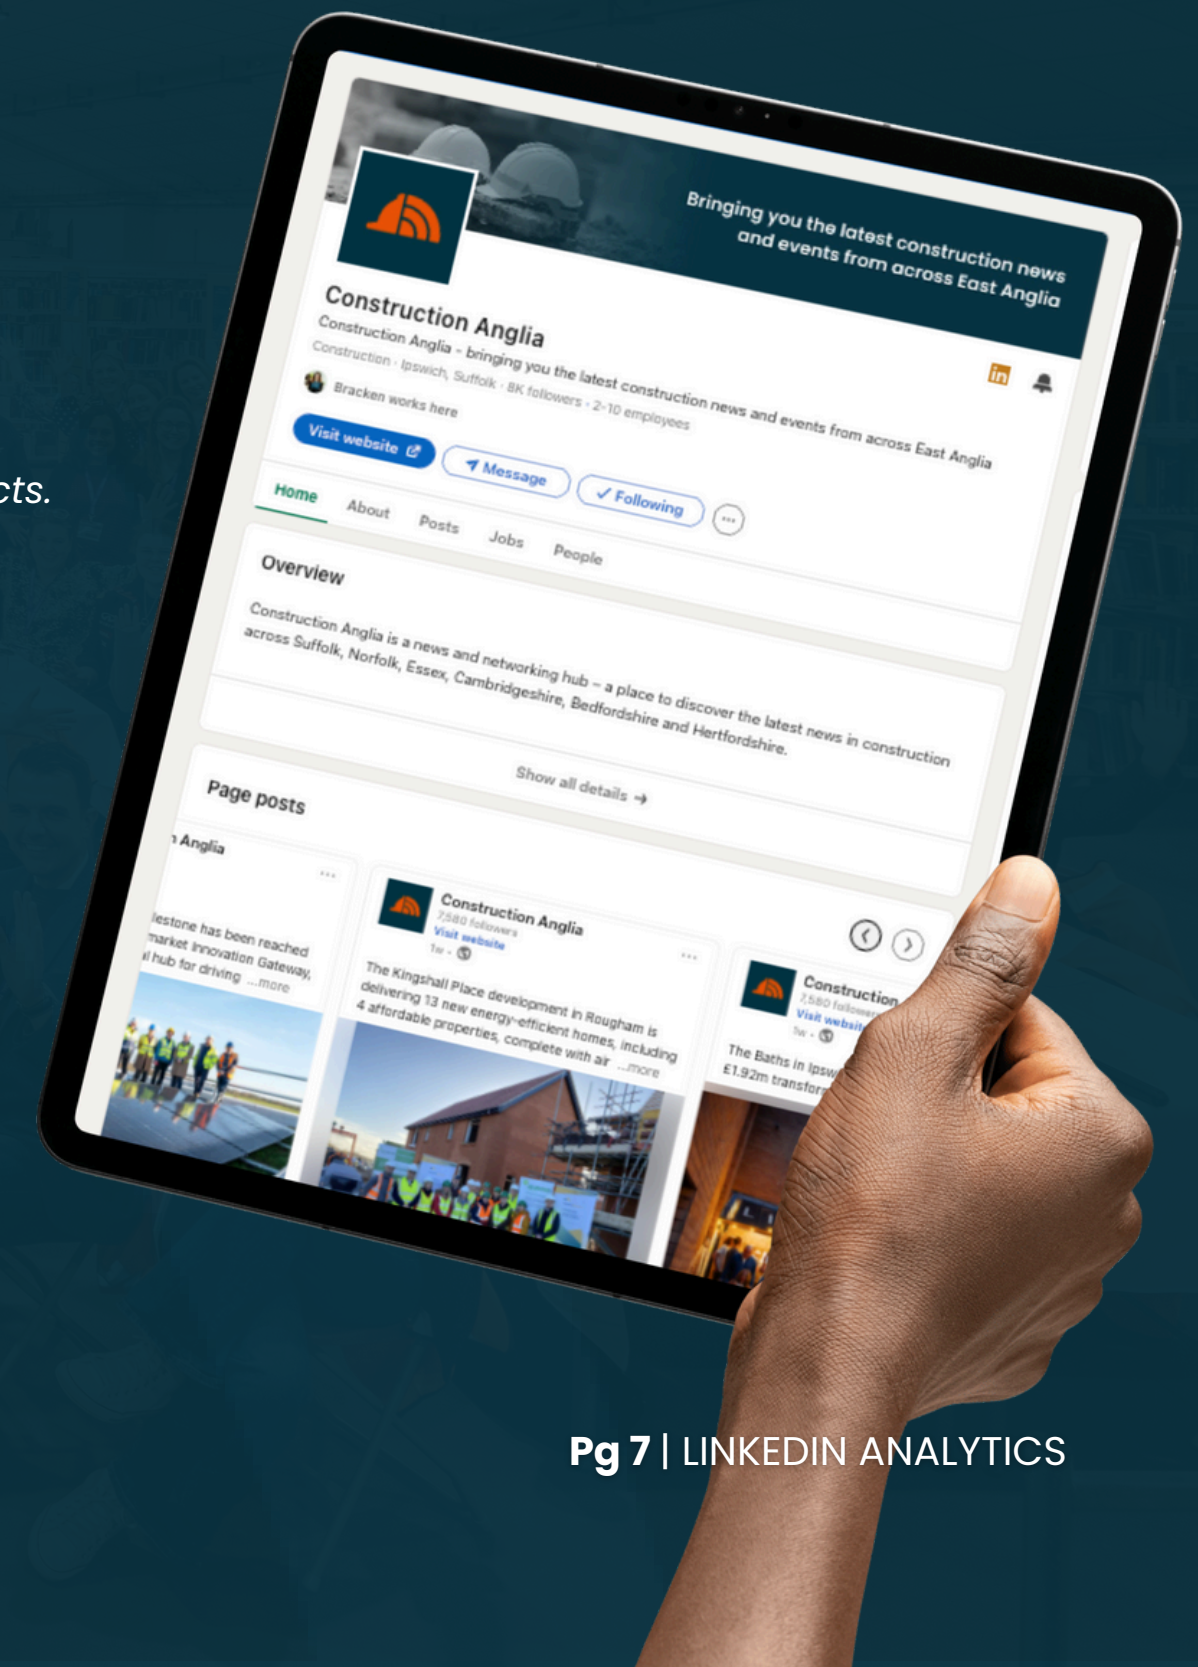 Bringing you the latest construction news
and events from across East Anglia
Construction Anglia
Construction Anglia - bringing you the latest construction news and events from across East Anglia
Construction · Ipswich, Suffolk · 8K followers · 2-10 employees
in
Bracken works here
Visit website
Message
Following
cts.
Home About Posts Jobs People
Overview
Construction Anglia is a news and networking hub – a place to discover the latest news in construction
across Suffolk, Norfolk, Essex, Cambridgeshire, Bedfordshire and Hertfordshire.
Show all details →
Page posts
n Anglia
lestone has been reached
market Innovation Gateway,
al hub for driving ...more
Construction Anglia
7,580 followers
Visit website
1w •
The Kingshall Place development in Rougham is
delivering 13 new energy-efficient homes, including
4 affordable properties, complete with air ...more
Construction
7,580 followers
Visit website
1w •
The Baths in Ipsw
£1.92m transform
Pg 7 | LINKEDIN ANALYTICS